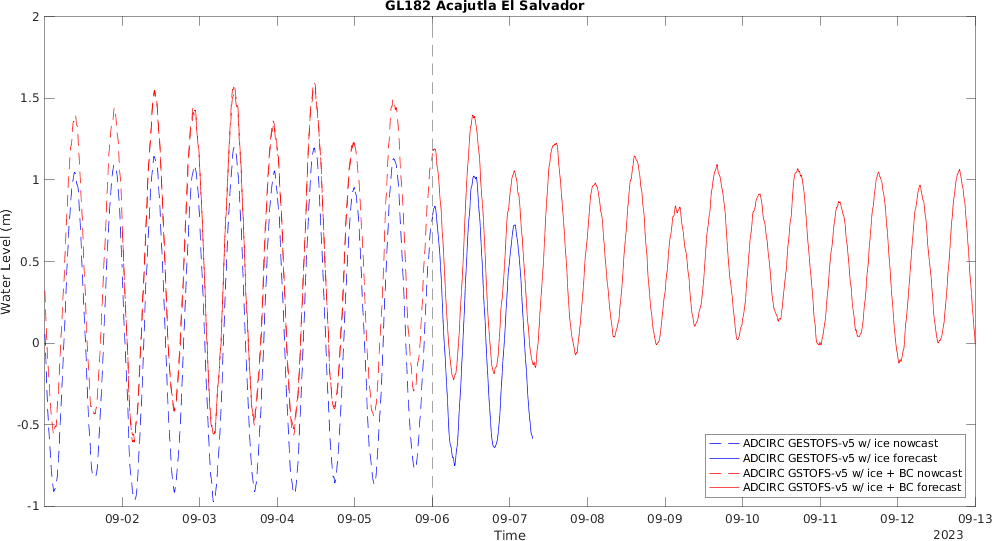 GL182 Acajutla El Salvador
2
1.5
1
0.5
0
-0.5
-1
Water Level (m)
09-02
09-03
09-04
09-05
09-06
09-07
09-08
09-09
09-10
09-11
09-12
09-13
Time
2023
ADCIRC GESTOFS-v5 w/ ice nowcast
ADCIRC GESTOFS-v5 w/ ice forecast
ADCIRC GSTOFS-v5 w/ ice + BC nowcast
ADCIRC GSTOFS-v5 w/ ice + BC forecast